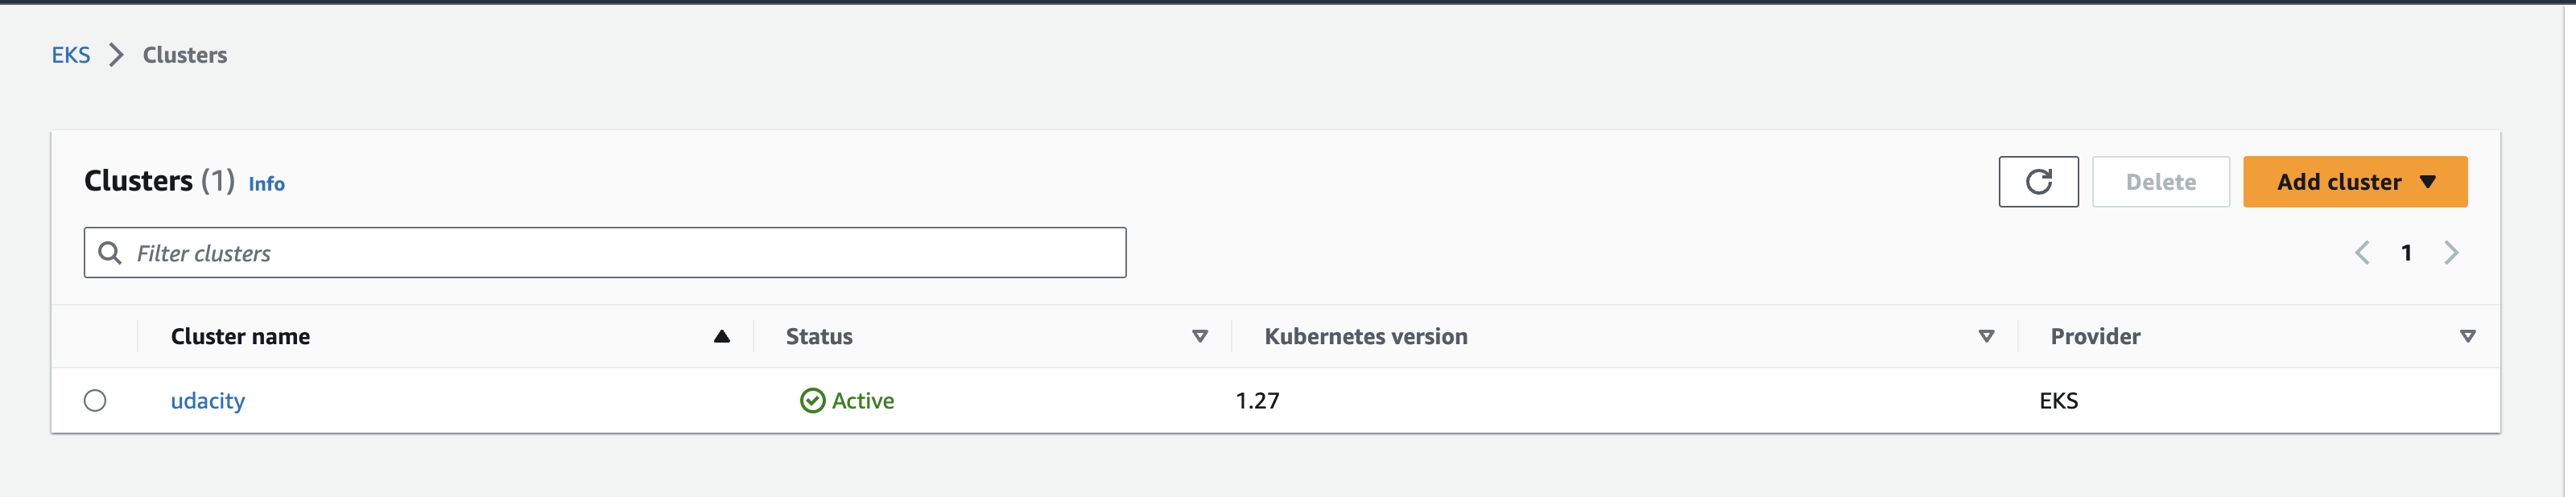 EKS Clusters
Clusters (1) Info
Delete
Add cluster
Filter clusters
1
Cluster name Status Kubernetes version Provider
udacity Active 1.27 EKS